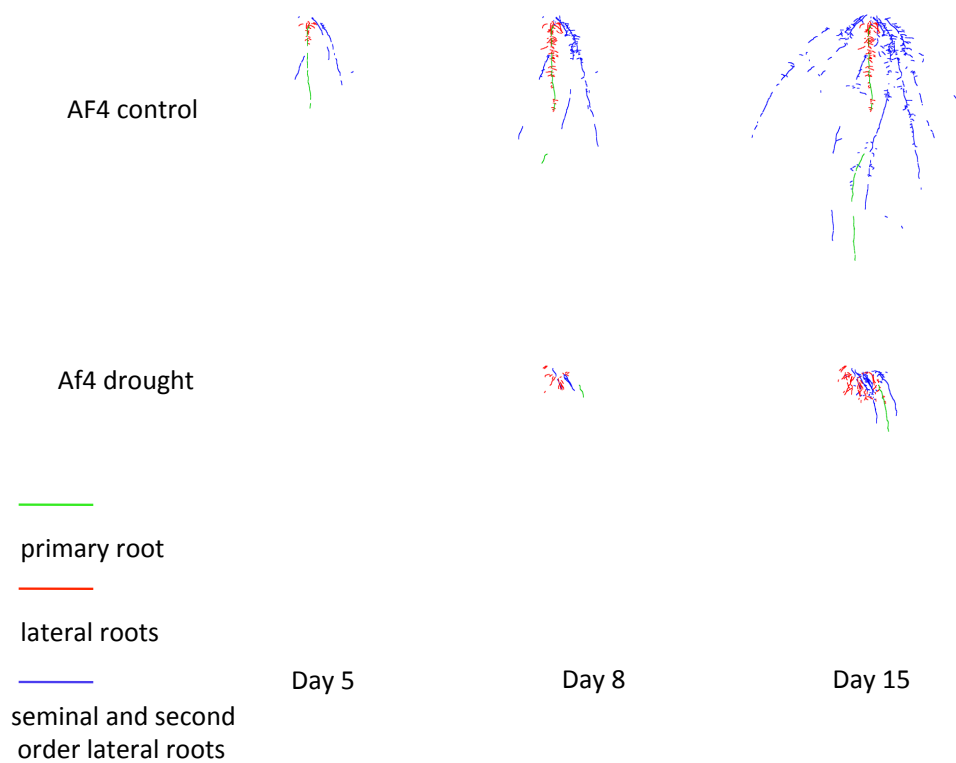 AF4 control
Af4 drought
primary root
lateral roots
seminal and second
order lateral roots
Day 5
Day 8
Day 15